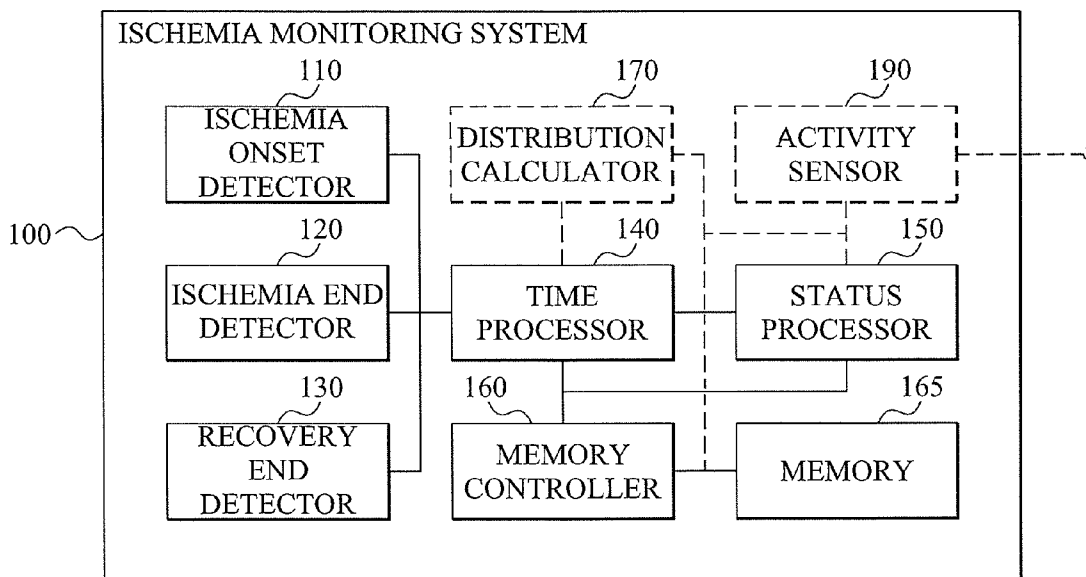 ISCHEMIA MONITORING SYSTEM
110
170
190
ISCHEMIA
ONSET
DETECTOR
DISTRIBUTION
CALCULATOR
ACTIVITY
SENSOR
100
120
140
150
ISCHEMIA END
DETECTOR
TIME
PROCESSOR
STATUS
PROCESSOR
130
160
165
RECOVERY
END
DETECTOR
MEMORY
CONTROLLER
MEMORY